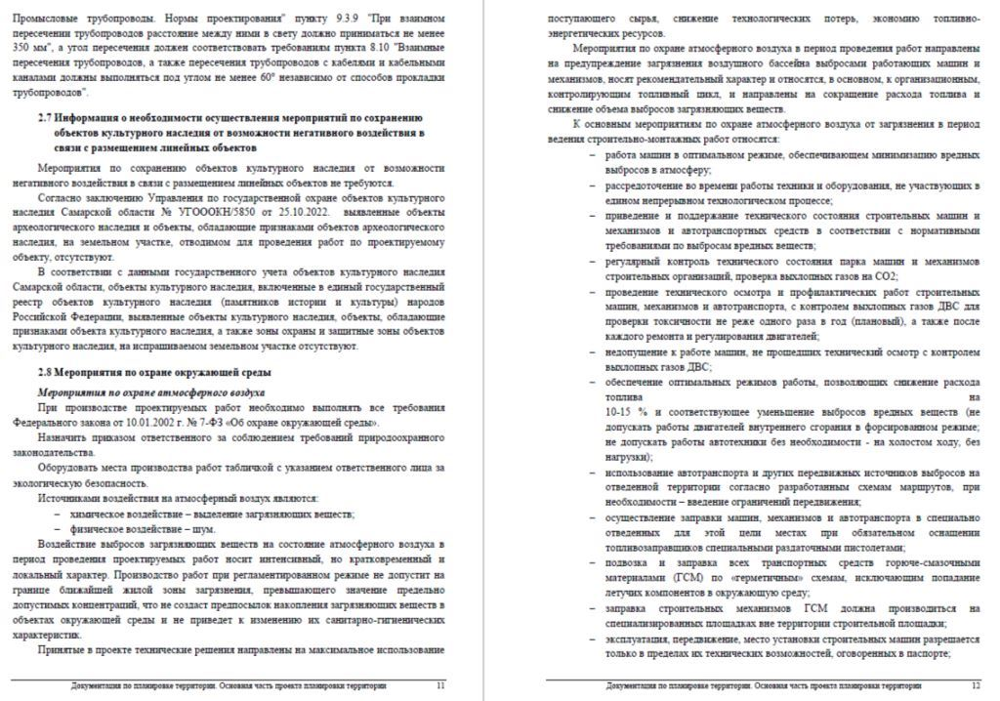 Промысловые трубопроводы. Нормы проектирования" пункту 9.3.9 "При взаимном
пересечении трубопроводов расстояние между ними в свету должно приниматься не менее
350 мм", а угол пересечения должен соответствовать требованиям пункта 8.10 "Взаимные
пересечения трубопроводов, а также пересечения трубопроводов с кабелями и кабельными
каналами должны выполняться под углом не менее 60° независимо от способов прокладки
трубопроводов".
2.7 Информация о необходимости осуществления мероприятий по сохранению
объектов культурного наследия от возможности негативного воздействия в
связи с размещением линейных объектов
Мероприятия по сохранению объектов культурного наследия от возможности
негативного воздействия в связи с размещением линейных объектов не требуются.
Согласно заключению Управления по государственной охране объектов культурного
наследия Самарской области № УГОООКН/5850 от 25.10.2022. выявленные объекты
археологического наследия и объекты, обладающие признаками объектов археологического
наследия, на земельном участке, отводимом для проведения работ по проектируемому
объекту, отсутствуют.
В соответствии с данными государственного учета объектов культурного наследия
Самарской области, объекты культурного наследия, включенные в единый государственный
реестр объектов культурного наследия (памятников истории и культуры) народов
Российской Федерации, выявленные объекты культурного наследия, объекты, обладающие
признаками объекта культурного наследия, а также зоны охраны и защитные зоны объектов
культурного наследия, на испрашиваемом земельном участке отсутствуют.
2.8 Мероприятия по охране окружающей среды
Мероприятия по охране атмосферного воздуха
При производстве проектируемых работ необходимо выполнять все требования
Федерального закона от 10.01.2002 г. № 7-ФЗ «Об охране окружающей среды».
Назначить приказом ответственного за соблюдением требований природоохранного
законодательства.
Оборудовать места производства работ табличкой с указанием ответственного лица за
экологическую безопасность.
Источниками воздействия на атмосферный воздух являются:
– химическое воздействие – выделение загрязняющих веществ;
– физическое воздействие – шум.
Воздействие выбросов загрязняющих веществ на состояние атмосферного воздуха в
период проведения проектируемых работ носит интенсивный, но кратковременный и
локальный характер. Производство работ при регламентированном режиме не допустит на
границе ближайшей жилой зоны загрязнения, превышающего значение предельно
допустимых концентраций, что не создаст предпосылок накопления загрязняющих веществ в
объектах окружающей среды и не приведет к изменению их санитарно-гигиенических
характеристик.
Принятые в проекте технические решения направлены на максимальное использование
Документация по планировке территории. Основная часть проекта планировки территории 11
поступающего сырья, снижение технологических потерь, экономию топливно-
энергетических ресурсов.
Мероприятия по охране атмосферного воздуха в период проведения работ направлены
на предупреждение загрязнения воздушного бассейна выбросами работающих машин и
механизмов, носят рекомендательный характер и относятся, в основном, к организационным,
контролирующим топливный цикл, и направлены на сокращение расхода топлива и
снижение объема выбросов загрязняющих веществ.
К основным мероприятиям по охране атмосферного воздуха от загрязнения в период
ведения строительно-монтажных работ относятся:
– работа машин в оптимальном режиме, обеспечивающем минимизацию вредных
выбросов в атмосферу;
– рассредоточение во времени работы техники и оборудования, не участвующих в
едином непрерывном технологическом процессе;
– приведение и поддержание технического состояния строительных машин и
механизмов и автотранспортных средств в соответствии с нормативными
требованиями по выбросам вредных веществ;
– регулярный контроль технического состояния парка машин и механизмов
строительных организаций, проверка выхлопных газов на СО2;
– проведение технического осмотра и профилактических работ строительных
машин, механизмов и автотранспорта, с контролем выхлопных газов ДВС для
проверки токсичности не реже одного раза в год (плановый), а также после
каждого ремонта и регулирования двигателей;
– недопущение к работе машин, не прошедших технический осмотр с контролем
выхлопных газов ДВС;
– обеспечение оптимальных режимов работы, позволяющих снижение расхода
топлива на
10-15 % и соответствующее уменьшение выбросов вредных веществ (не
допускать работы двигателей внутреннего сгорания в форсированном режиме;
не допускать работы автотехники без необходимости - на холостом ходу, без
нагрузки);
– использование автотранспорта и других передвижных источников выбросов на
отведенной территории согласно разработанным схемам маршрутов, при
необходимости – введение ограничений передвижения;
– осуществление заправки машин, механизмов и автотранспорта в специально
отведенных для этой цели местах при обязательном оснащении
топливозаправщиков специальными раздаточными пистолетами;
– подвозка и заправка всех транспортных средств горюче-смазочными
материалами (ГСМ) по «герметичным» схемам, исключающим попадание
летучих компонентов в окружающую среду;
– заправка строительных механизмов ГСМ должна производиться на
специализированных площадках вне территории строительной площадки;
– эксплуатация, передвижение, место установки строительных машин разрешается
только в пределах их технических возможностей, оговоренных в паспорте;
Документация по планировке территории. Основная часть проекта планировки территории 12